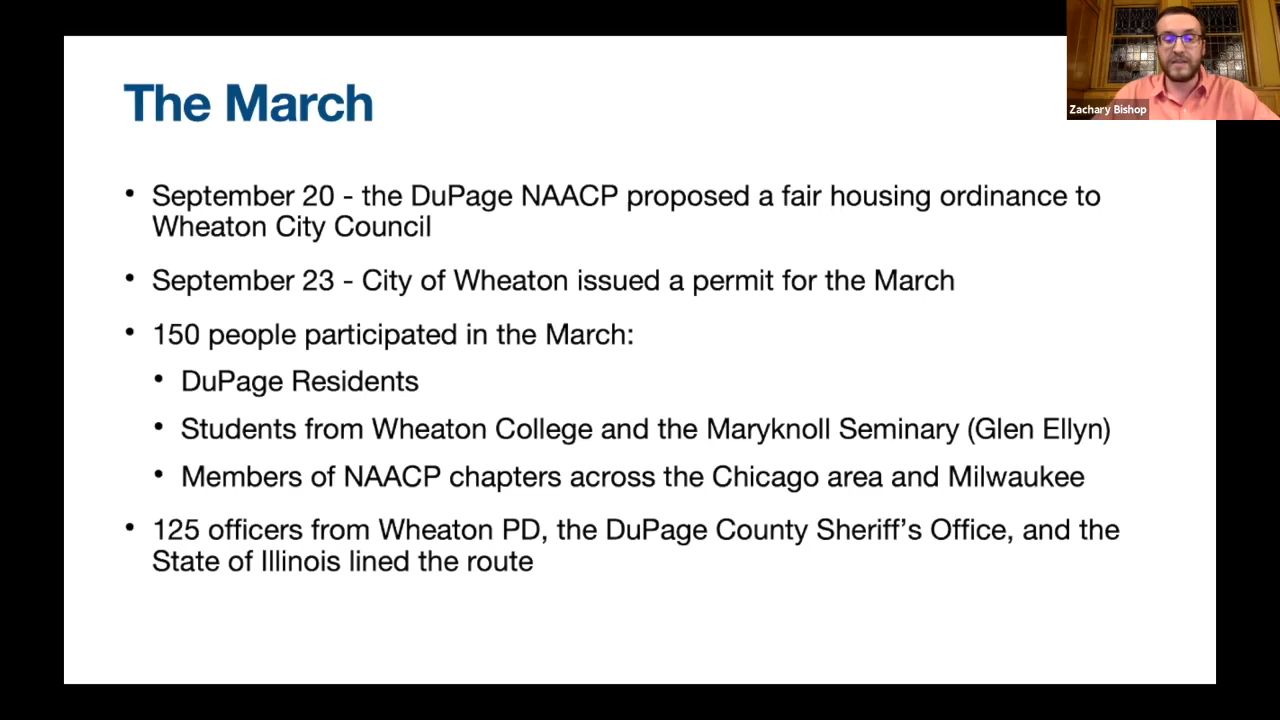 The March
Zachary Bishop
• September 20 - the DuPage NAACP proposed a fair housing ordinance to
Wheaton City Council
• September 23 - City of Wheaton issued a permit for the March
• 150 people participated in the March:
• DuPage Residents
• Students from Wheaton College and the Maryknoll Seminary (Glen Ellyn)
• Members of NAACP chapters across the Chicago area and Milwaukee
• 125 officers from Wheaton PD, the DuPage County Sheriff’s Office, and the
State of Illinois lined the route